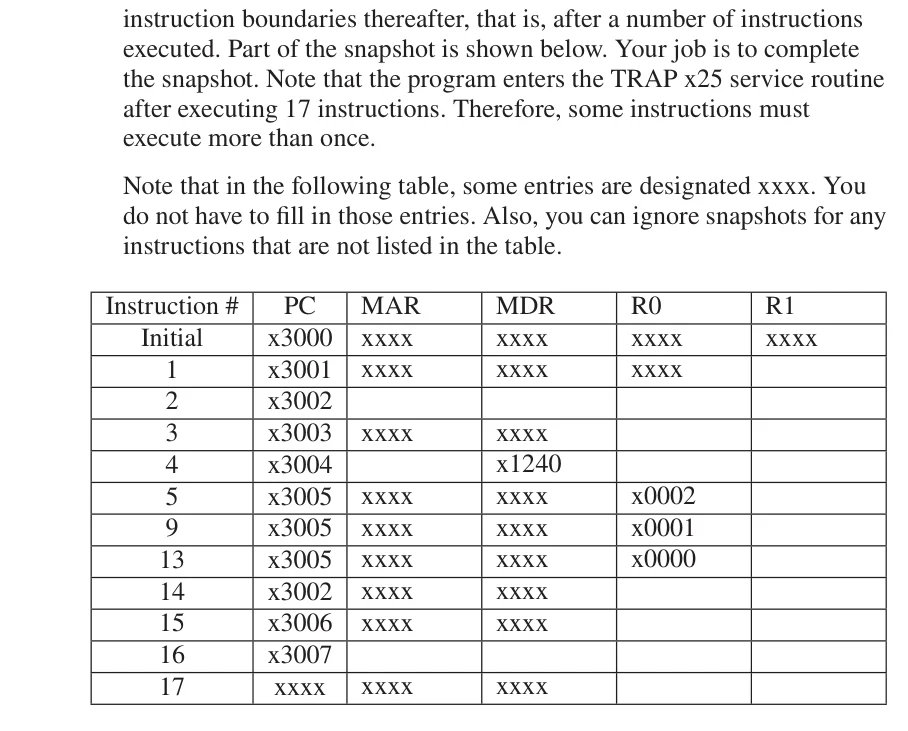 instruction boundaries thereafter, that is, after a number of instructions
executed. Part of the snapshot is shown below. Your job is to complete
the snapshot. Note that the program enters the TRAP x25 service routine
after executing 17 instructions. Therefore, some instructions must
execute more than once.
Note that in the following table, some entries are designated xxxx. You
do not have to fill in those entries. Also, you can ignore snapshots for any
instructions that are not listed in the table.
Instruction # PC MAR MDR R0 R1
Initial x3000 xxxx xxxx xxxx xxxx
1 x3001 xxxx xxxx xxxx
2 x3002
3 x3003 xxxx xxxx
4 x3004 x1240
5 x3005 xxxx xxxx x0002
9 x3005 xxxx xxxx x0001
13 x3005 xxxx xxxx x0000
14 x3002 xxxx xxxx
15 x3006 xxxx xxxx
16 x3007
17 xxxx xxxx xxxx